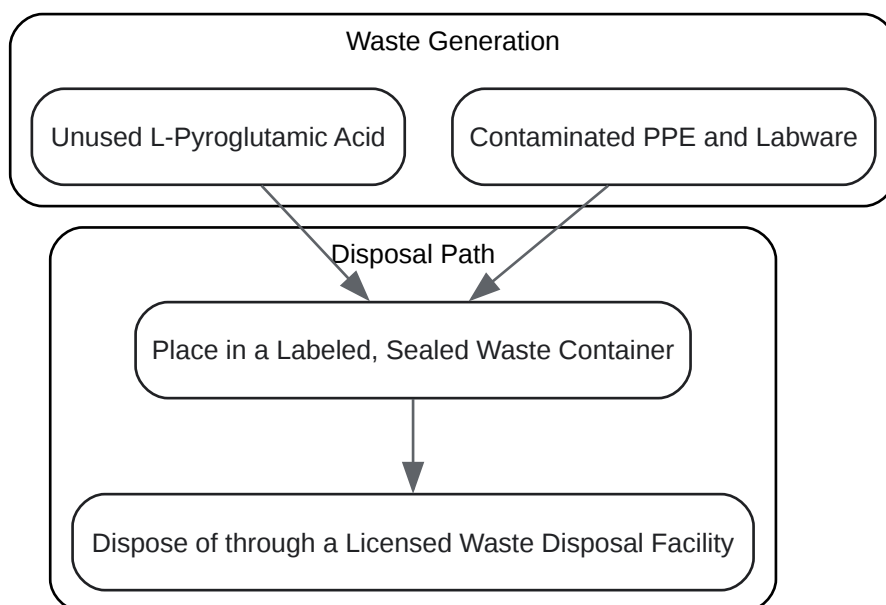 Waste Generation
Unused L-Pyroglutamic Acid
Contaminated PPE and Labware
Disposal Path
Place in a Labeled, Sealed Waste Container
Dispose of through a Licensed Waste Disposal Facility